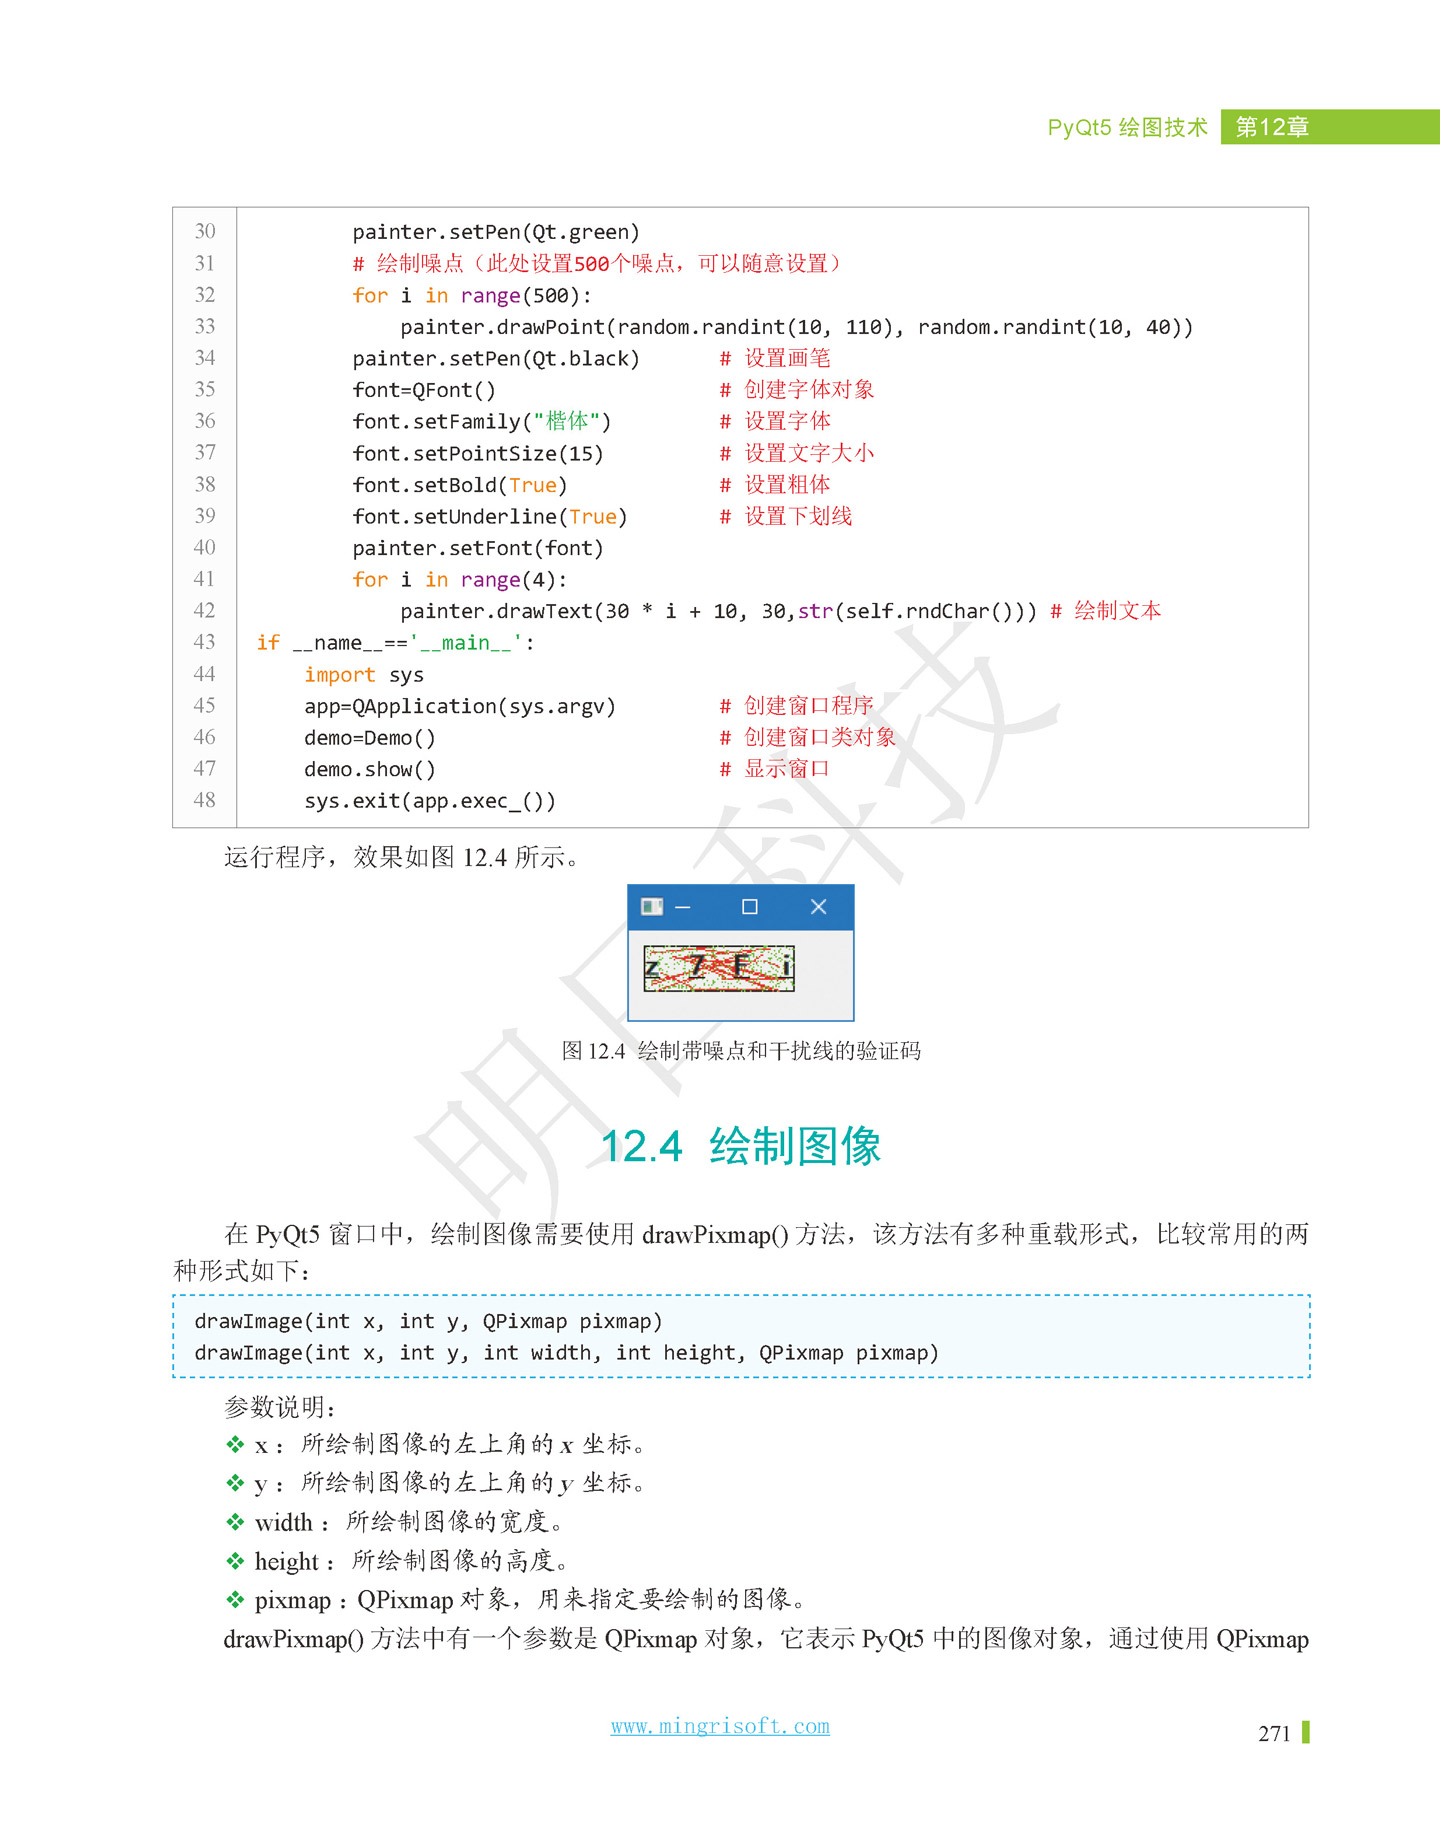 PyQt5 绘图技术 第12章
30 painter.setPen(Qt.green)
31 # 绘制噪点（此处设置500个噪点，可以随意设置）
32 for i in range(500):
33 painter.drawPoint(random.randint(10, 110), random.randint(10, 40))
34 painter.setPen(Qt.black) # 设置画笔
35 font=QFont() # 创建字体对象
36 font.setFamily("楷体") # 设置字体
37 font.setPointSize(15) # 设置文字大小
38 font.setBold(True) # 设置粗体
39 font.setUnderline(True) # 设置下划线
40 painter.setFont(font)
41 for i in range(4):
42 painter.drawText(30 * i + 10, 30,str(self.rndChar())) # 绘制文本
43 if __name__=='__main__':
44 import sys
45 app=QApplication(sys.argv) # 创建窗口程序
46 demo=Demo() # 创建窗口类对象
47 demo.show() # 显示窗口
48 sys.exit(app.exec_())
运行程序，效果如图 12.4 所示。
z 7 F i
图 12.4 绘制带噪点和干扰线的验证码
12.4 绘制图像
在 PyQt5 窗口中，绘制图像需要使用 drawPixmap() 方法，该方法有多种重载形式，比较常用的两
种形式如下：
drawImage(int x, int y, QPixmap pixmap)
drawImage(int x, int y, int width, int height, QPixmap pixmap)
参数说明：
❖ x：所绘制图像的左上角的 x 坐标。
❖ y：所绘制图像的左上角的 y 坐标。
❖ width：所绘制图像的宽度。
❖ height：所绘制图像的高度。
❖ pixmap：QPixmap 对象，用来指定要绘制的图像。
drawPixmap() 方法中有一个参数是 QPixmap 对象，它表示 PyQt5 中的图像对象，通过使用 QPixmap
www.mingrisoft.com
271
明日科技